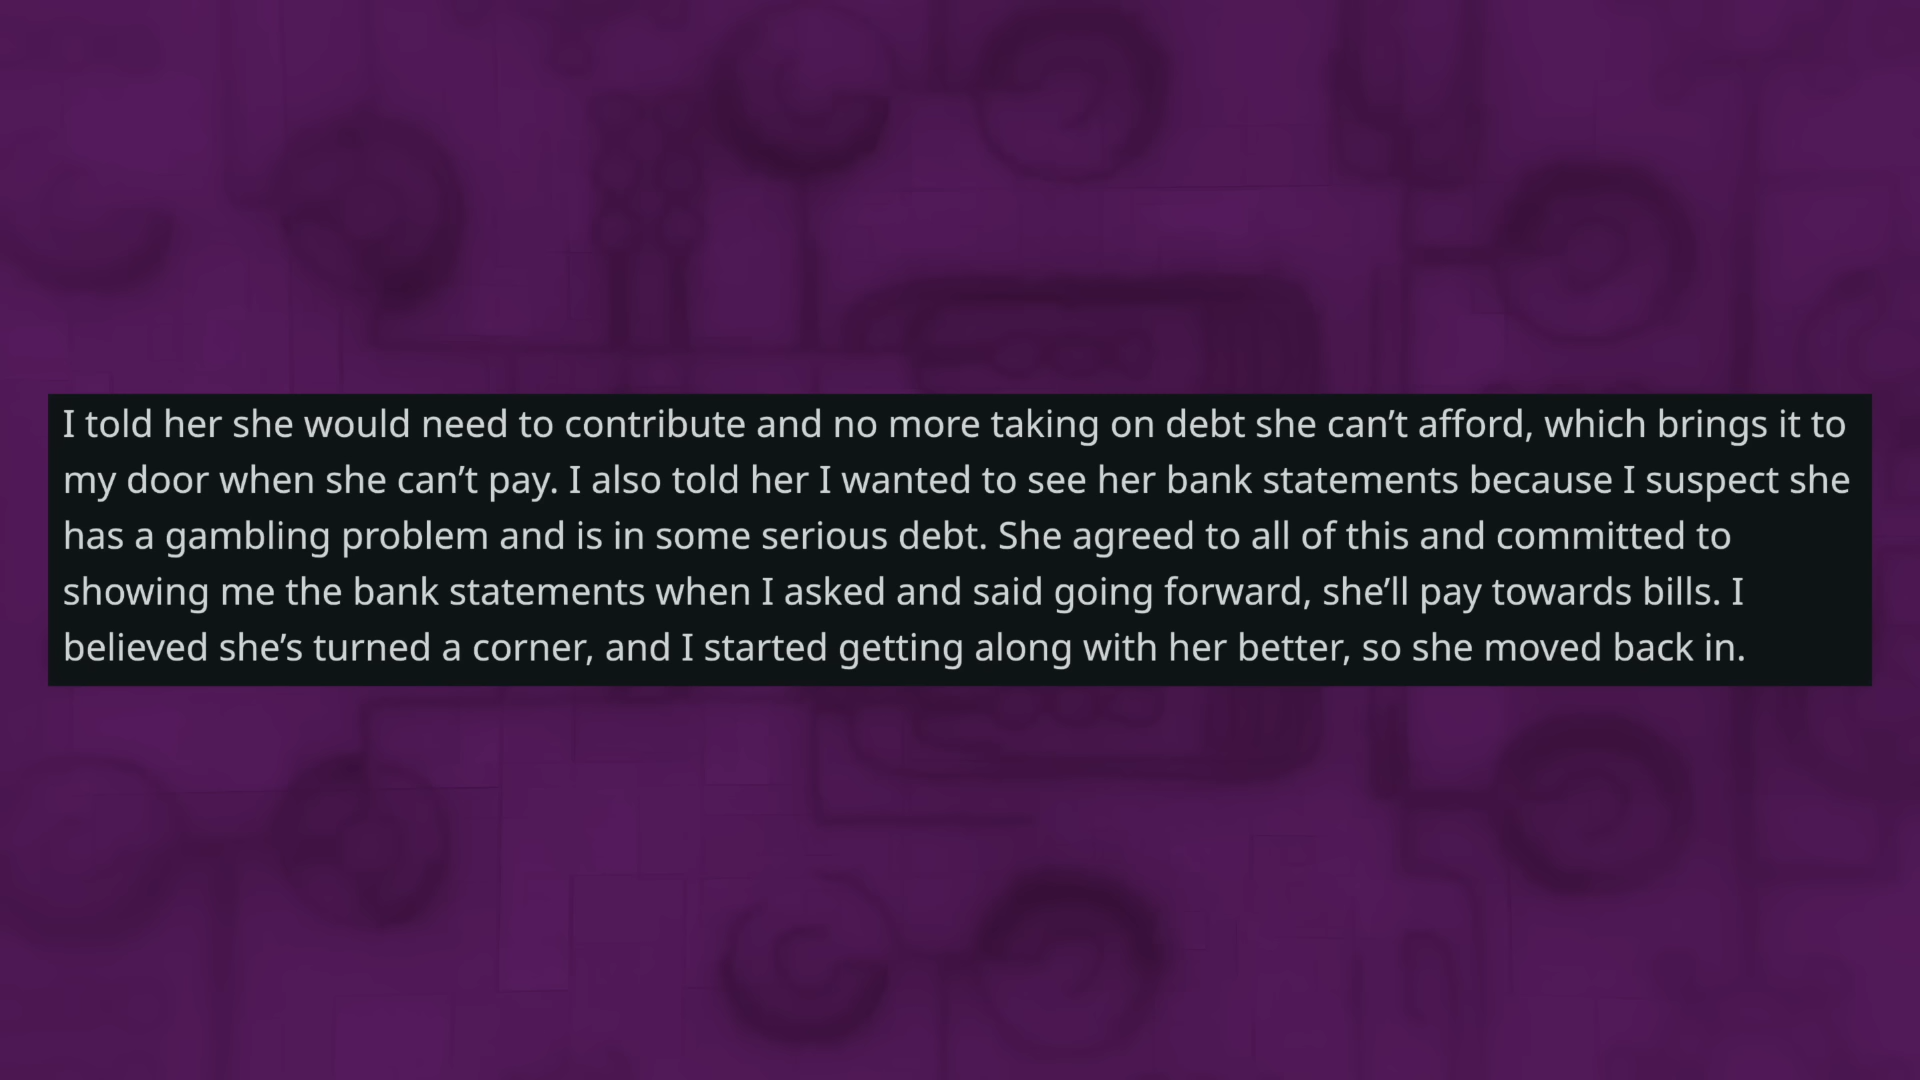 I told her she would need to contribute and no more taking on debt she can’t afford, which brings it to
my door when she can’t pay. I also told her I wanted to see her bank statements because I suspect she
has a gambling problem and is in some serious debt. She agreed to all of this and committed to
showing me the bank statements when I asked and said going forward, she’ll pay towards bills. I
believed she’s turned a corner, and I started getting along with her better, so she moved back in.